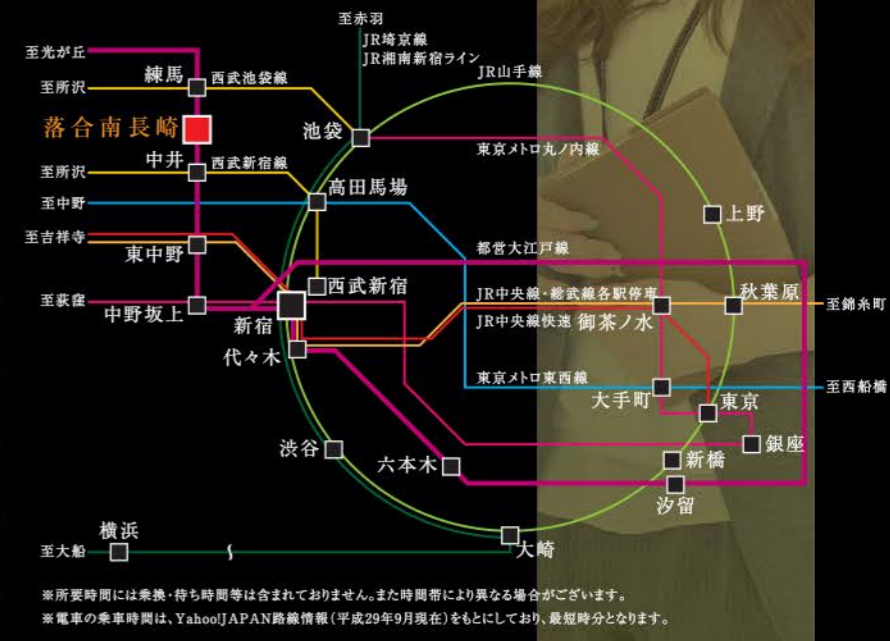 至赤羽
JR埼京線
JR湘南新宿ライン
至光が丘
練馬
西武池袋線
JR山手線
至所沢
落合南長崎
池袋
東京メトロ丸ノ内線
中井
西武新宿線
至所沢
高田馬場
至中野
上野
至吉祥寺
東中野
都営大江戸線
西武新宿
至荻窪
中野坂上
新宿
JR中央線・総武線各駅停車
秋葉原
至錦糸町
JR中央線快速
御茶ノ水
代々木
東京メトロ東西線
至西船橋
大手町
東京
渋谷
六本木
銀座
新橋
汐留
横浜
至大船
大崎
※所要時間には乗換・待ち時間等は含まれておりません。また時間帯により異なる場合がございます。
※電車の乗車時間は、Yahoo!JAPAN路線情報(平成29年9月現在)をもとにしており、最短時分となります。